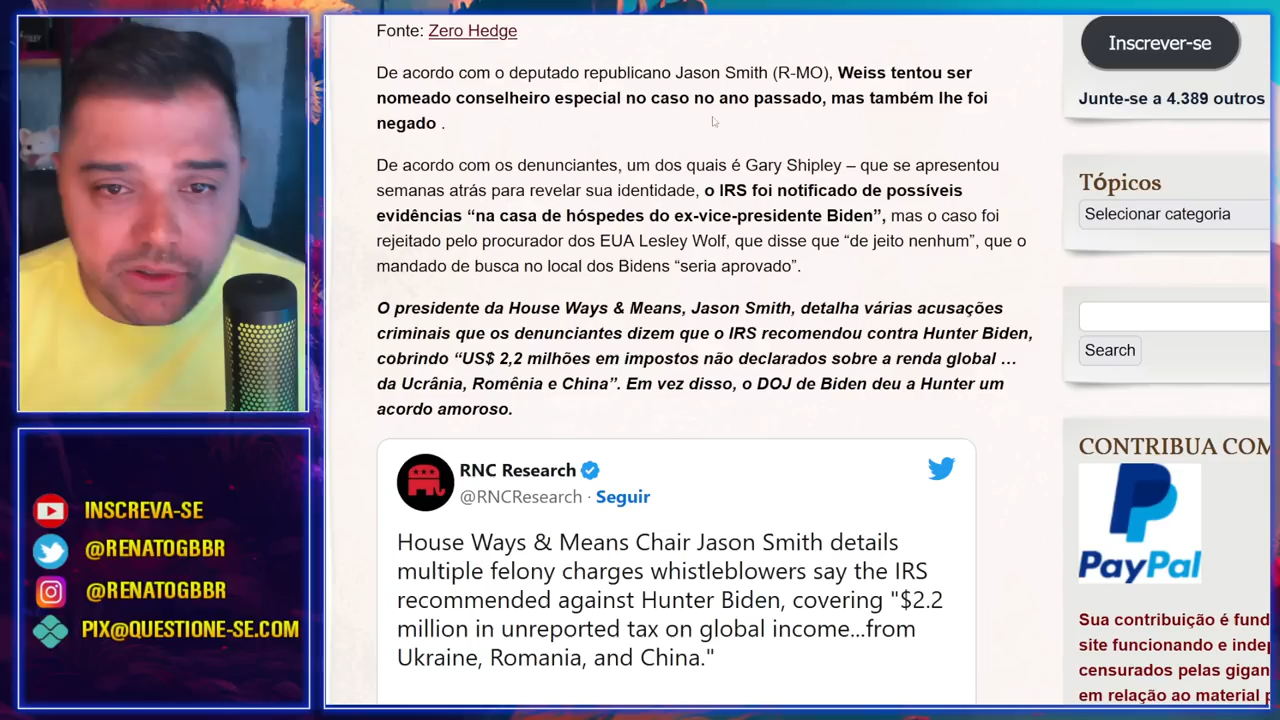 Fonte: Zero Hedge
De acordo com o deputado republicano Jason Smith (R-MO), Weiss tentou ser
nomeado conselheiro especial no caso no ano passado, mas também lhe foi
negado .
De acordo com os denunciantes, um dos quais é Gary Shipley – que se apresentou
semanas atrás para revelar sua identidade, o IRS foi notificado de possíveis
evidências “na casa de hóspedes do ex-vice-presidente Biden”, mas o caso foi
rejeitado pelo procurador dos EUA Lesley Wolf, que disse que “de jeito nenhum”, que o
mandado de busca no local dos Bidens “seria aprovado”.
O presidente da House Ways & Means, Jason Smith, detalha várias acusações
criminais que os denunciantes dizem que o IRS recomendou contra Hunter Biden,
cobrindo “US$ 2,2 milhões em impostos não declarados sobre a renda global …
da Ucrânia, Romênia e China”. Em vez disso, o DOJ de Biden deu a Hunter um
acordo amoroso.
RNC Research
@RNCResearch · Seguir
House Ways & Means Chair Jason Smith details
multiple felony charges whistleblowers say the IRS
recommended against Hunter Biden, covering "$2.2
million in unreported tax on global income...from
Ukraine, Romania, and China."
Inscrever-se
Junte-se a 4.389 outros
Tópicos
Selecionar categoria
Search
CONTRIBUA COM
PayPal
Sua contribuição é fund
site funcionando e indep
censurados pelas gigan
em relação ao material p
INSCREVA-SE
@RENATOGBBR
@RENATOGBBR
PIX@QUESTIONE-SE.COM